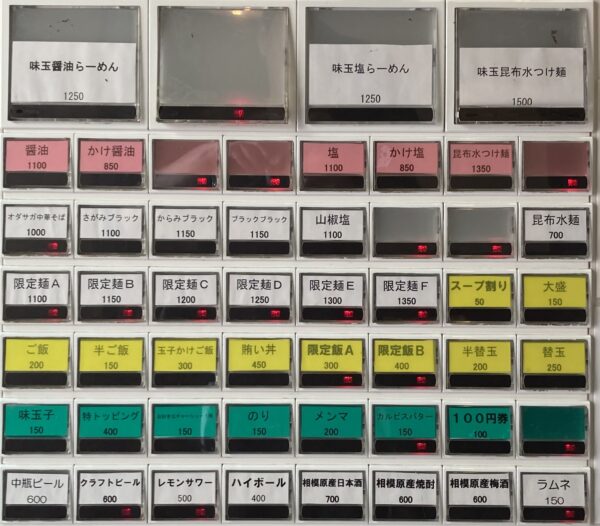 味玉醤油らーめん
1250
味玉塩らーめん
1250
味玉昆布水つけ麺
1500
醤油
1100
かけ醤油
850
塩
1100
かけ塩
850
昆布水つけ麺
1350
オダサガ中華そば
1000
さがみブラック
1100
からみブラック
1150
ブラックブラック
1150
山椒塩
1100
昆布水麺
700
限定麺A
1100
限定麺B
1150
限定麺C
1200
限定麺D
1250
限定麺E
1300
限定麺F
1350
スープ割り
50
大盛
150
ご飯
200
半ご飯
150
玉子かけご飯
300
賄い丼
450
限定飯A
300
限定飯B
400
半替玉
200
替玉
250
味玉子
150
特トッピング
400
150
のり
150
メンマ
200
カルピスバター
150
100円券
100
中瓶ビール
600
クラフトビール
600
レモンサワー
500
ハイボール
400
相模原産日本酒
700
相模原産焼酎
600
相模原産梅酒
600
ラムネ
150